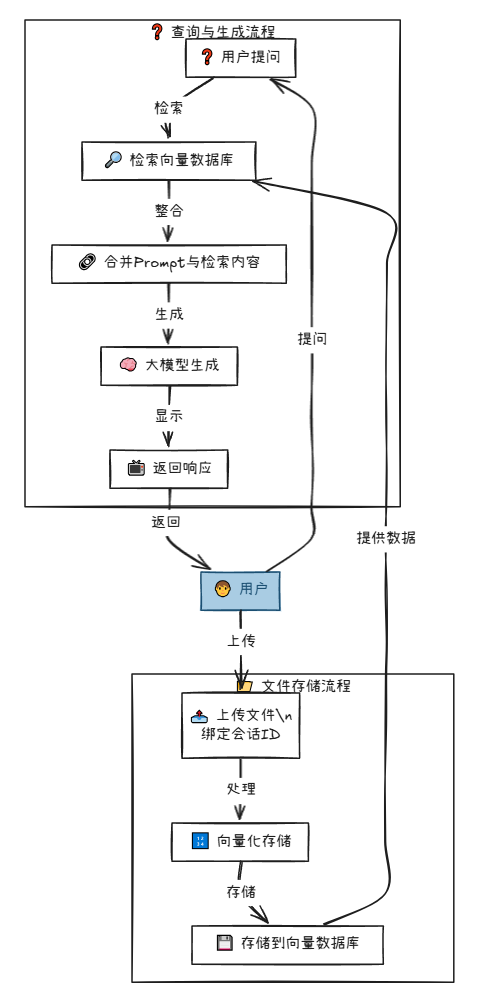 ❓ 查询与生成流程
❓ 用户提问
检索
🔎 检索向量数据库
整合
🔗 合并Prompt与检索内容
生成
🧠 大模型生成
提问
显示
📺 返回响应
返回
提供数据
🧑 用户
上传
📂 文件存储流程
📤 上传文件\n
绑定会话ID
处理
🔢 向量化存储
存储
💾 存储到向量数据库